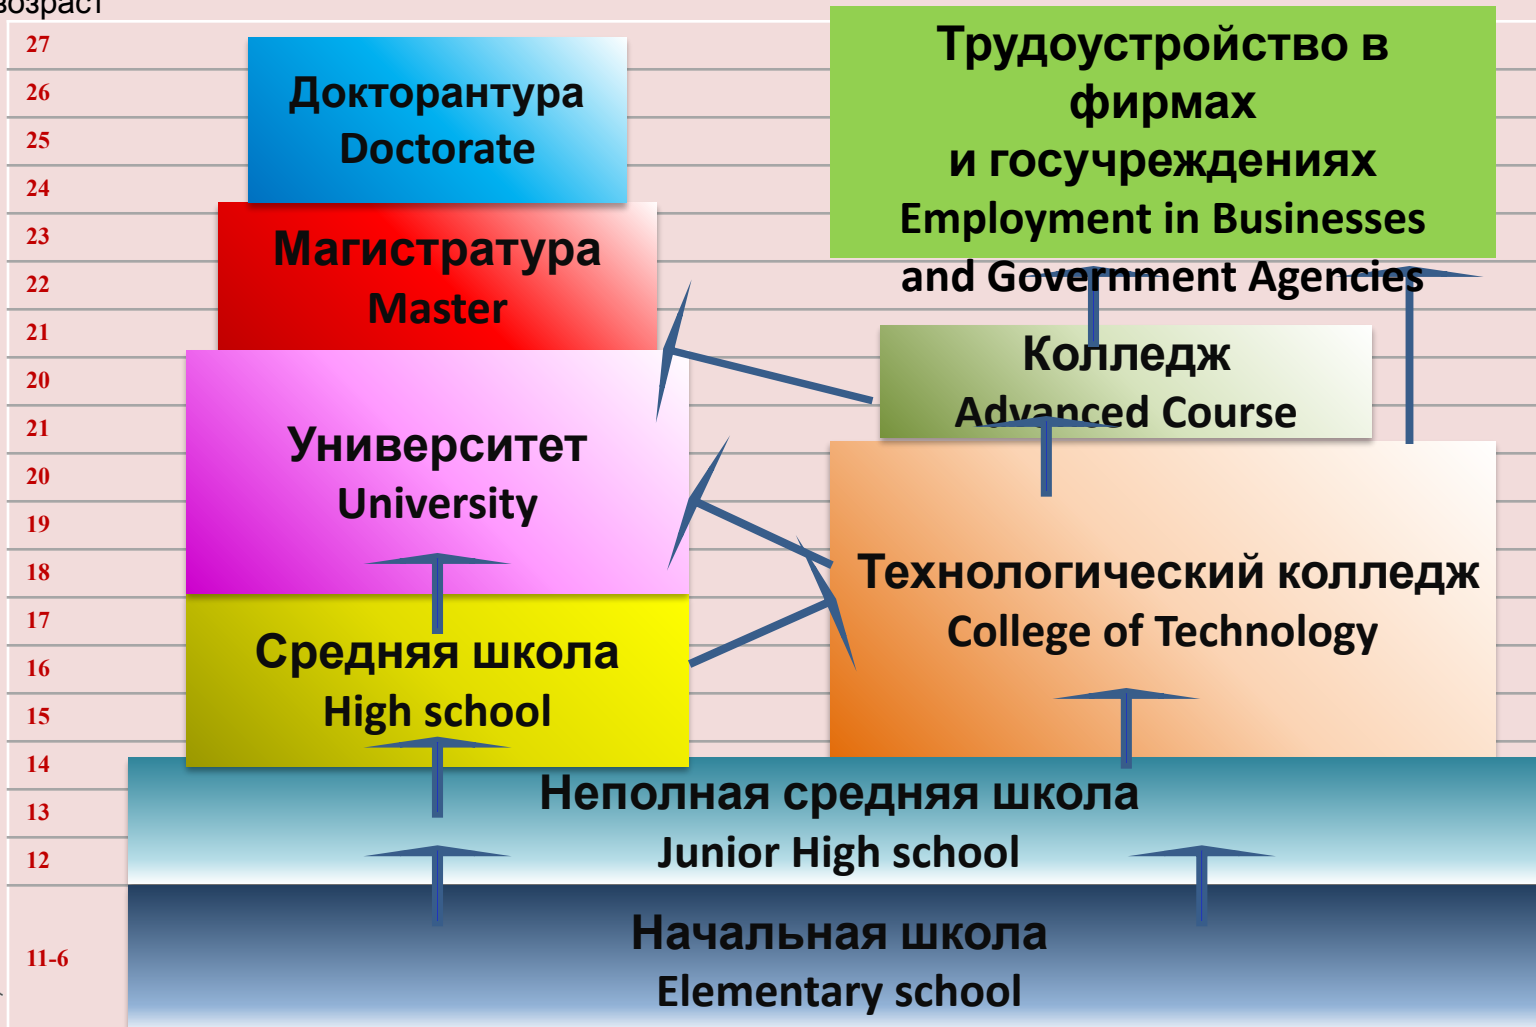 возраст
27
26
25
24
23
22
21
20
21
20
19
18
17
16
15
14
13
12
11-6
Докторантура
Doctorate
Магистратура
Master
Университет
University
Средняя школа
High school
Трудоустройство в
фирмах
и госучреждениях
Employment in Businesses
and Government Agencies
Колледж
Advanced Course
Технологический колледж
College of Technology
Неполная средняя школа
Junior High school
Начальная школа
Elementary school